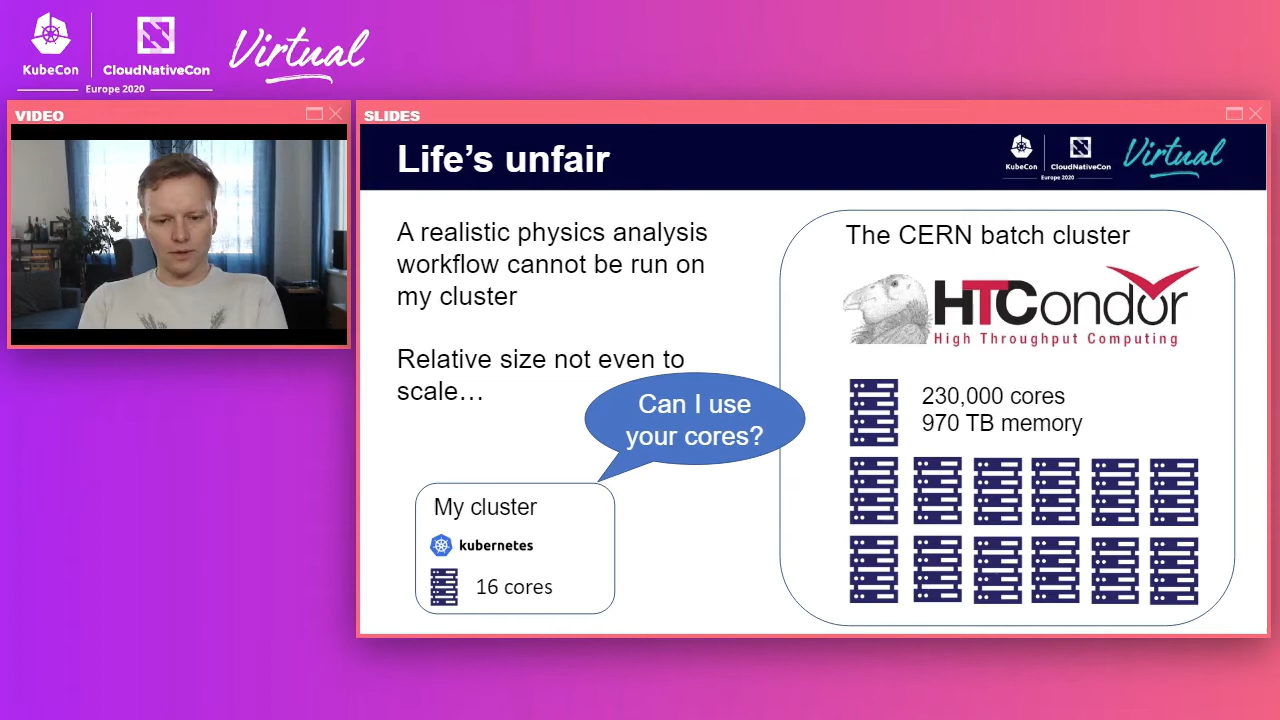 KubeCon
CloudNativeCon
Europe 2020
Virtual
VIDEO
SLIDES
Life's unfair
KubeCon
CloudNativeCon
Europe 2020
Virtual
A realistic physics analysis
workflow cannot be run on
my cluster
Relative size not even to
scale…
Can I use
your cores?
My cluster
kubernetes
16 cores
The CERN batch cluster
HTCondor
High Throughput Computing
230,000 cores
970 TB memory